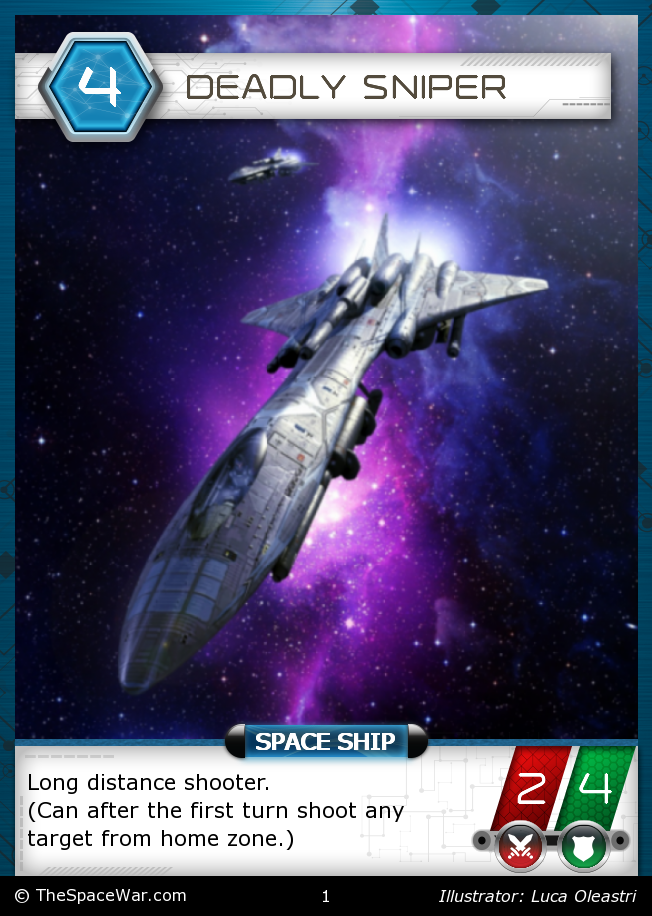 4
DEADLY SNIPER
SPACE SHIP
Long distance shooter.
(Can after the first turn shoot any
target from home zone.)
2 4
© TheSpaceWar.com 1 Illustrator: Luca Oleastri